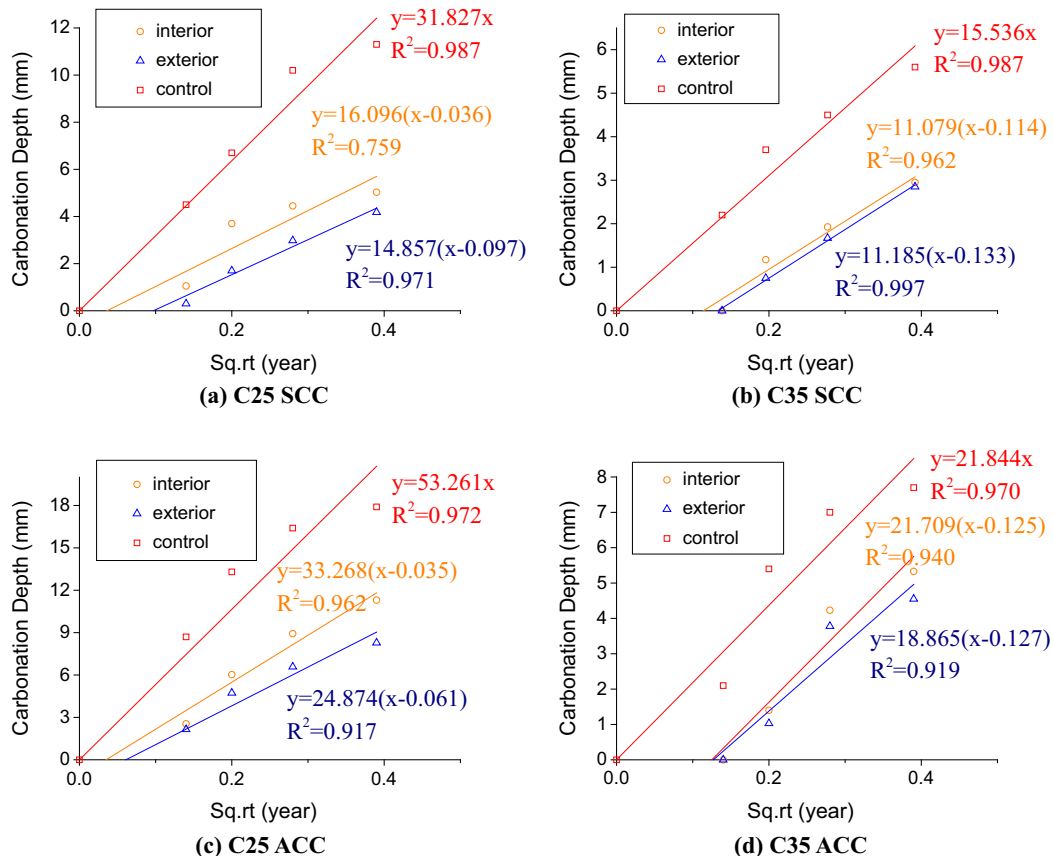 12
10
8
6
4
2
0
0.0
0.2
0.4
Carbonation Depth (mm)
Sq.rt (year)
interior
exterior
control
y=31.827x
R²=0.987
y=16.096(x-0.036)
R²=0.759
y=14.857(x-0.097)
R²=0.971
(a) C25 SCC
6
5
4
3
2
1
0
0.0
0.2
0.4
Carbonation Depth (mm)
Sq.rt (year)
interior
exterior
control
y=15.536x
R²=0.987
y=11.079(x-0.114)
R²=0.962
y=11.185(x-0.133)
R²=0.997
(b) C35 SCC
18
15
12
9
6
3
0
0.0
0.2
0.4
Carbonation Depth (mm)
Sq.rt (year)
interior
exterior
control
y=53.261x
R²=0.972
y=33.268(x-0.035)
R²=0.962
y=24.874(x-0.061)
R²=0.917
(c) C25 ACC
8
7
6
5
4
3
2
1
0
0.0
0.2
0.4
Carbonation Depth (mm)
Sq.rt (year)
interior
exterior
control
y=21.844x
R²=0.970
y=21.709(x-0.125)
R²=0.940
y=18.865(x-0.127)
R²=0.919
(d) C35 ACC